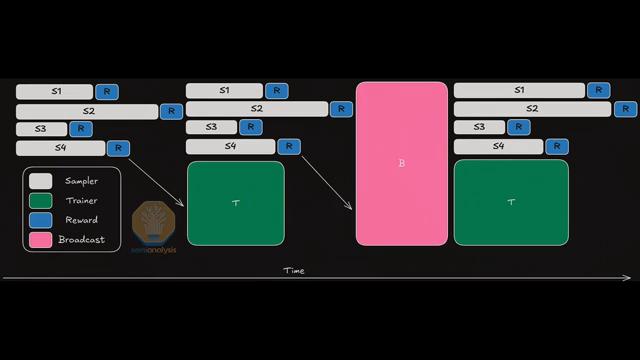 S1 R
S2 R
S3 R
S4 R
S1 R
S2 R
S3 R
S4 R
T
B
S1 R
S2 R
S3 R
S4 R
T
Sampler
Trainer
Reward
Broadcast
semianalysis
Time